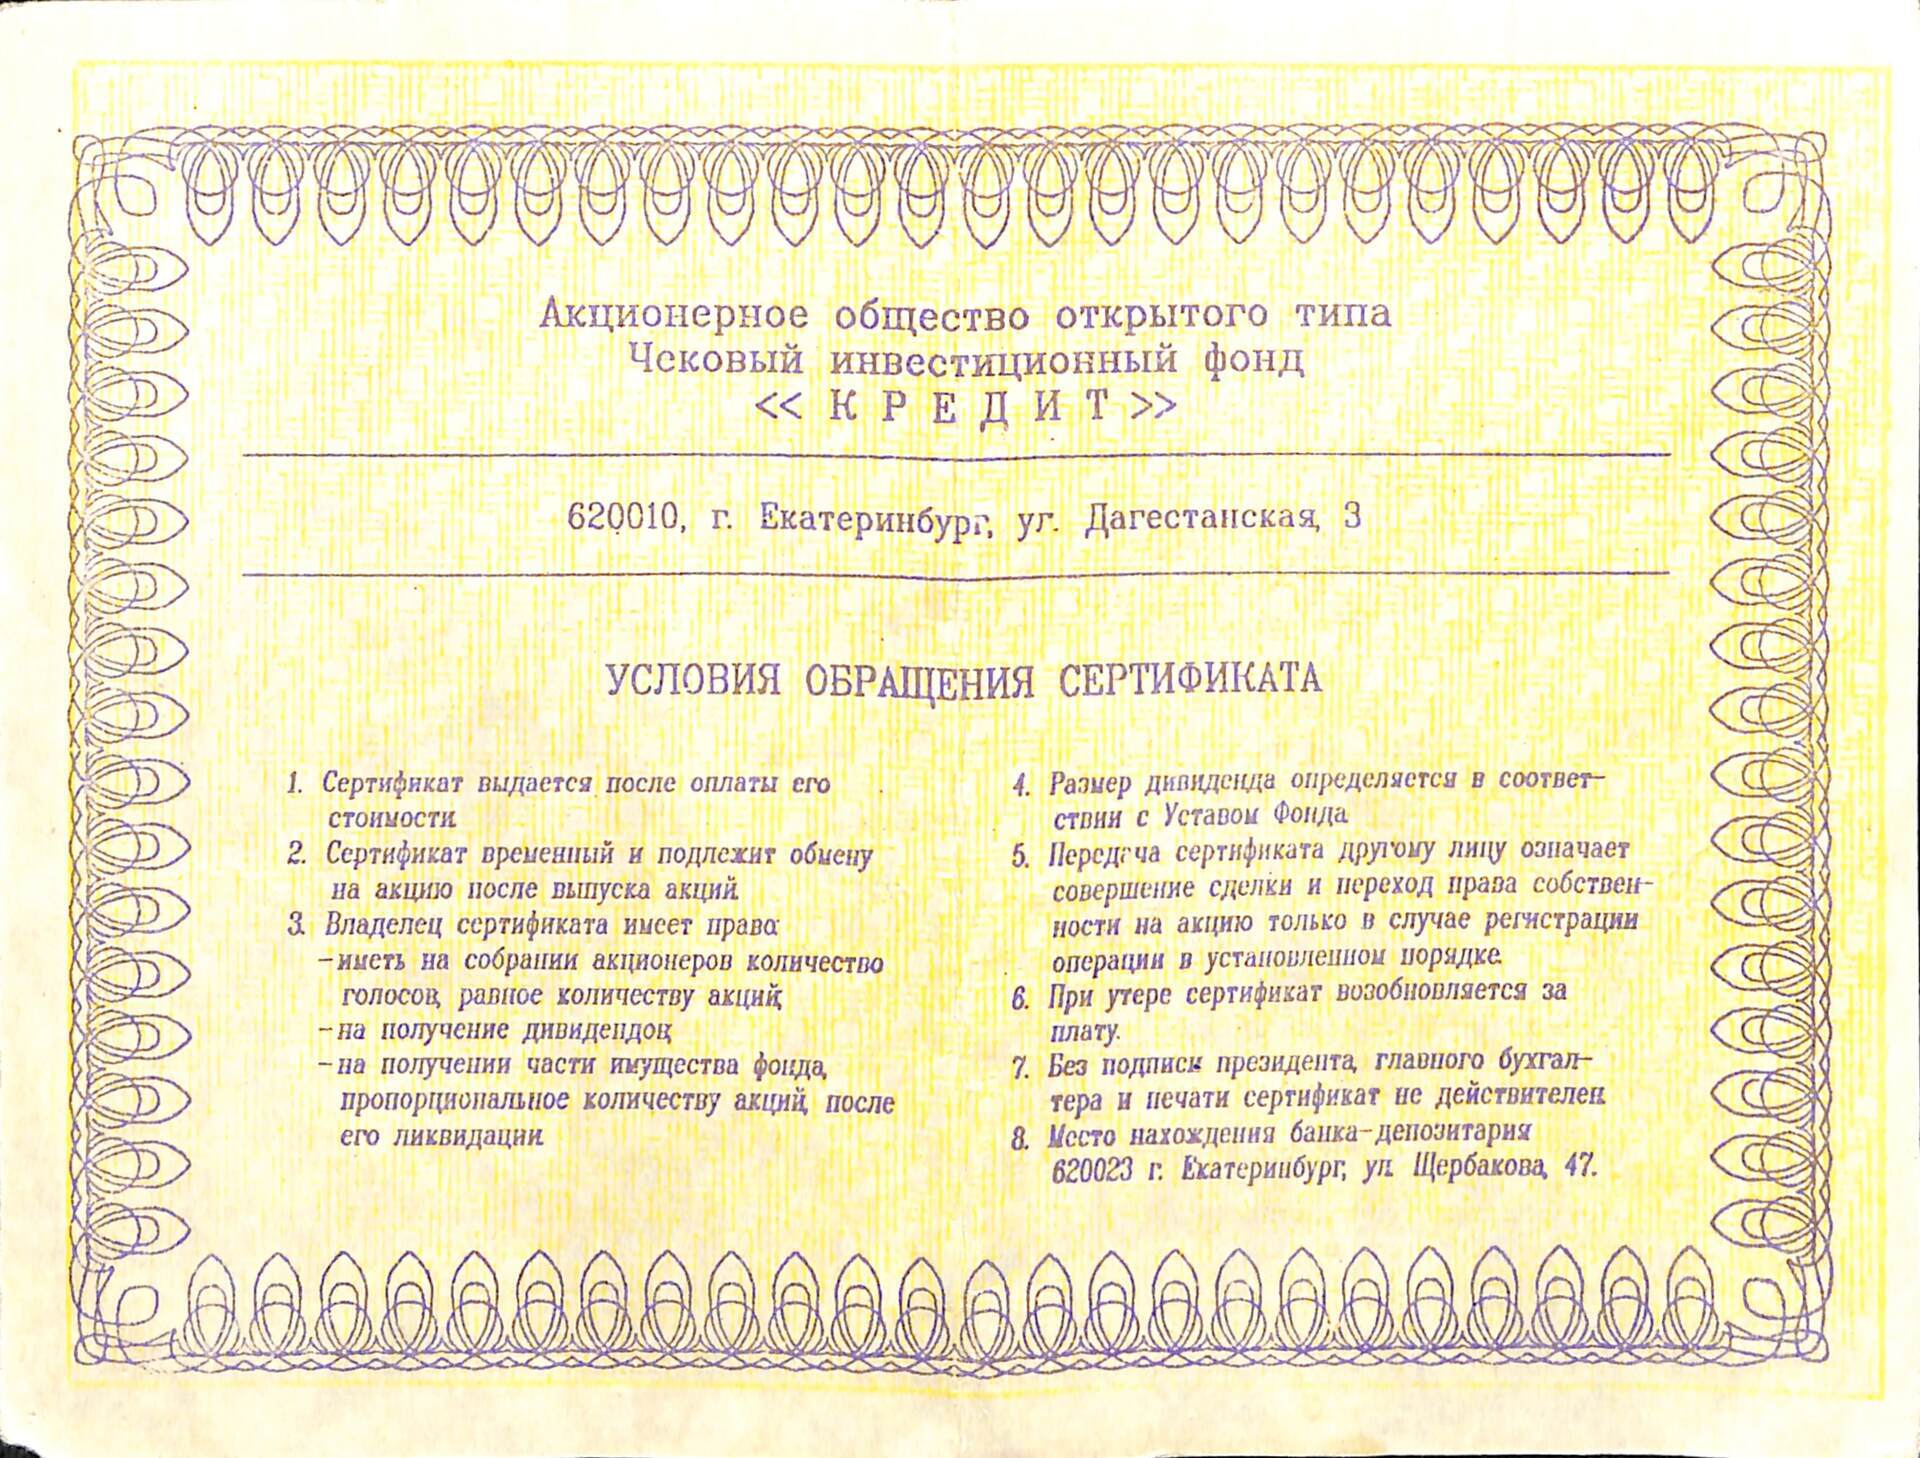 Акционерное общество открытого типа
Чековый инвестиционный фонд
<< К Р Е Д И Т >>
620010, г. Екатеринбург, уг. Дагестанская, 3
УСЛОВИЯ ОБРАЩЕНИЯ СЕРТИФИКАТА
1. Сертификат выдается после оплаты его
стоимости.
2. Сертификат временный и подлежит обмену
на акцию после выпуска акций.
3. Владелец сертификата имеет права:
-иметь на собрании акционеров количество
голосов, равное количеству акций;
-на получение дивидендов;
-на получении части имущества фонда,
пропорциональное количеству акций, после
его ликвидации.
4. Размер дивиденда определяется в соответ-
ствии с Уставом Фонда.
5. Передача сертификата другому лицу означает
совершение сделки и переход права собствен-
ности на акцию только в случае регистрации
операции в установленном порядке.
6. При утере сертификат возобновляется за
плату.
7. Без подписи президента, главного бухгал-
тера и печати сертификат не действителен.
8. Место нахождения банка-депозитария
620023 г. Екатеринбург, ул. Щербакова, 47.